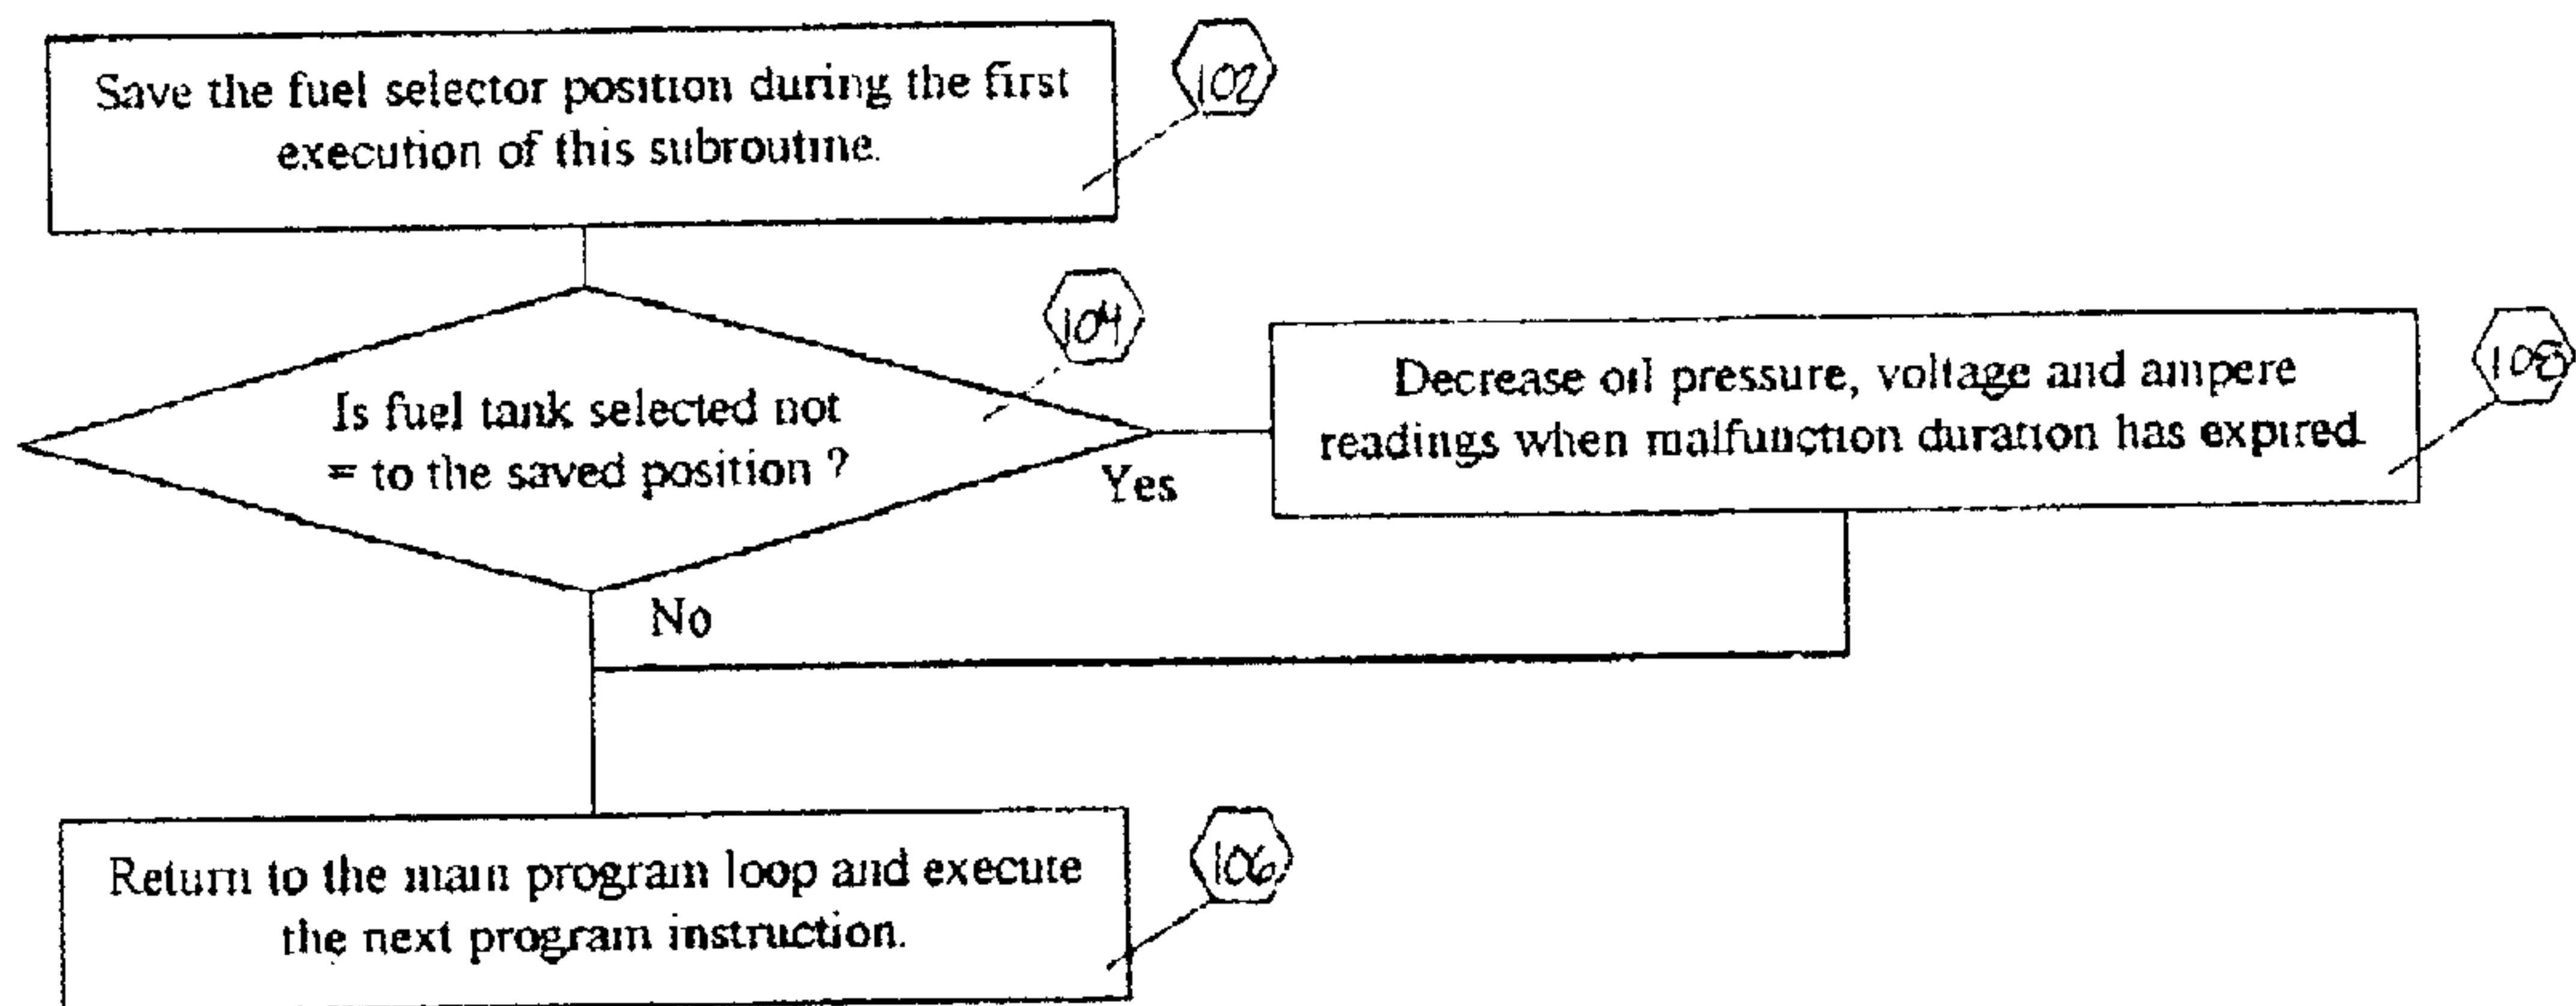 Save the fuel selector position during the first
execution of this subroutine.
102
Is fuel tank selected not
= to the saved position ?
104
Yes
Decrease oil pressure, voltage and ampere
readings when malfunction duration has expired.
108
No
Return to the main program loop and execute
the next program instruction.
106